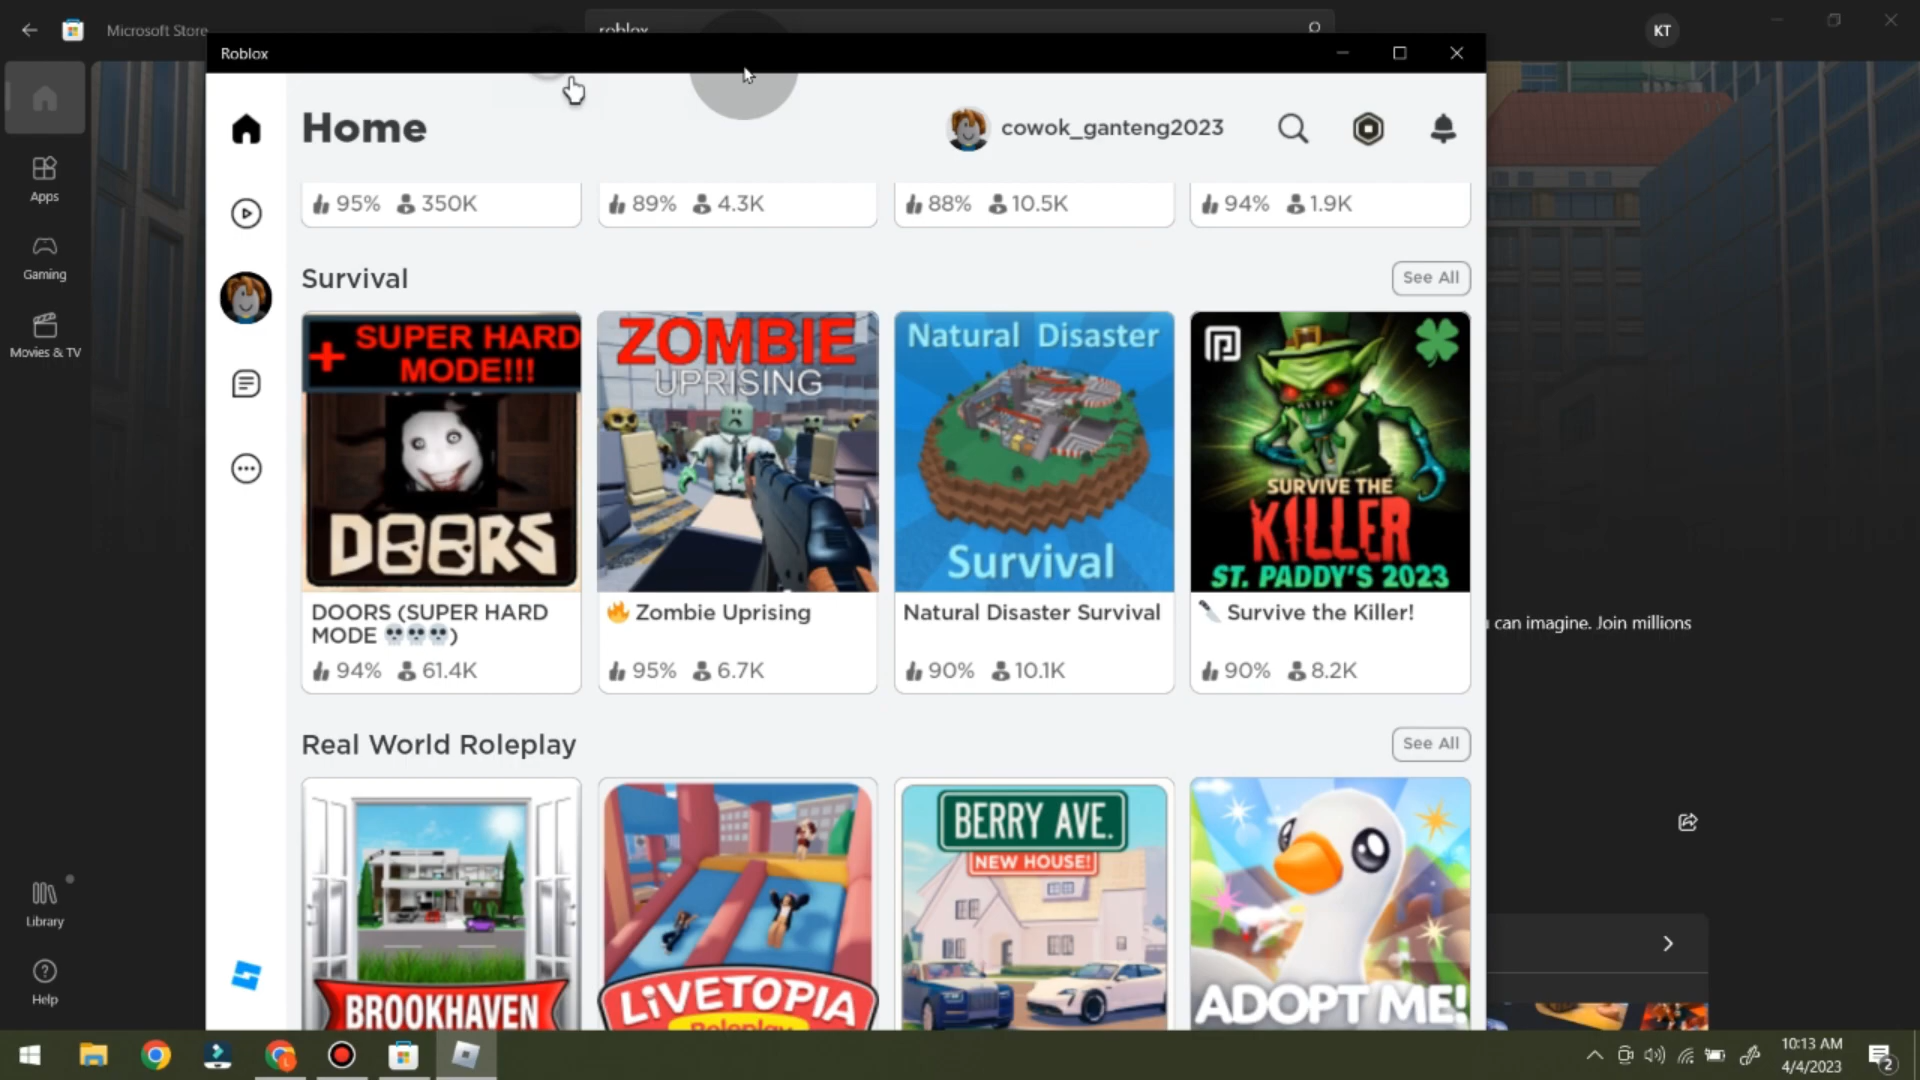 Microsoft Store
roblox
KT
Roblox
Home
cowok_ganteng2023
95% 350K
89% 4.3K
88% 10.5K
94% 1.9K
Apps
Gaming
Movies & TV
Survival
See All
+ SUPER HARD
MODE!!!
DOORS
ZOMBIE
UPRISING
Natural Disaster
Survival
SURVIVE THE
KILLER
ST. PADDY'S 2023
DOORS (SUPER HARD
MODE 💀💀💀)
94% 61.4K
🔥 Zombie Uprising
95% 6.7K
Natural Disaster Survival
90% 10.1K
🔪 Survive the Killer!
90% 8.2K
can imagine. Join millions
Real World Roleplay
See All
BROOKHAVEN
LiVETOPIA
Roleplay
BERRY AVE.
NEW HOUSE!
ADOPT ME!
Library
Help
10:13 AM
4/4/2023
2